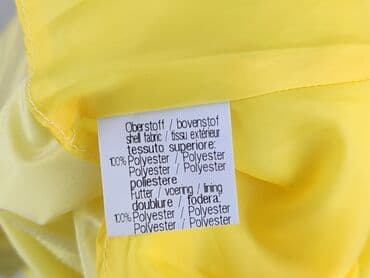 Oberstoff / bovenstof
shell fabric / tissu extérieur
tessuto superiore:
100% Polyester / Polyester
Polyester / Polyester
poliestere
Futter / voering / lining
doublure / fodera:
100% Polyester / Polyester
Polyester / Polyester